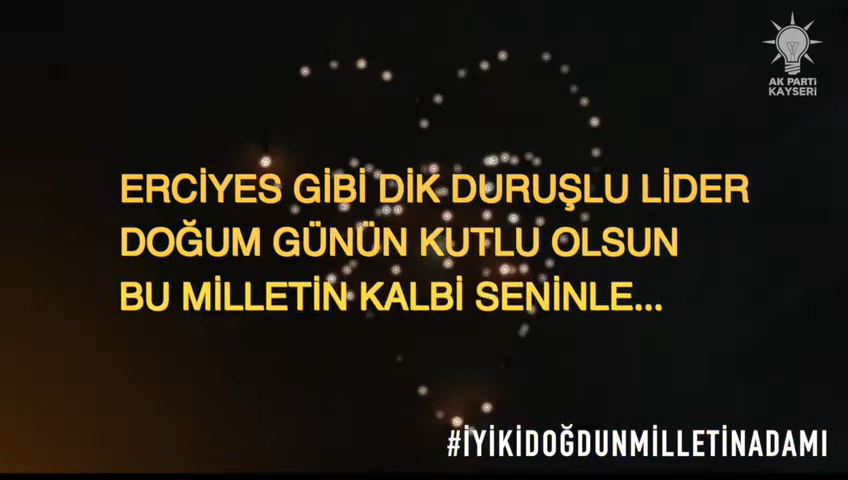 AK PARTİ
KAYSERİ
ERCİYES GİBİ DİK DURUŞLU LİDER
DOĞUM GÜNÜN KUTLU OLSUN
BU MİLLETİN KALBİ SENİNLE...
#İYİKİDOĞDUNMİLLETİNADAMI